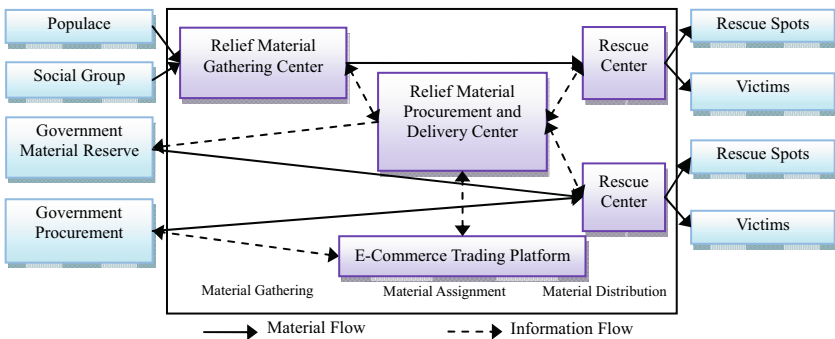 Populace
Social Group
Government
Material Reserve
Government
Procurement
Relief Material
Gathering Center
Relief Material
Procurement and
Delivery Center
E-Commerce Trading Platform
Rescue
Center
Rescue
Center
Rescue Spots
Victims
Rescue Spots
Victims
Material Gathering
Material Assignment
Material Distribution
Material Flow
Information Flow